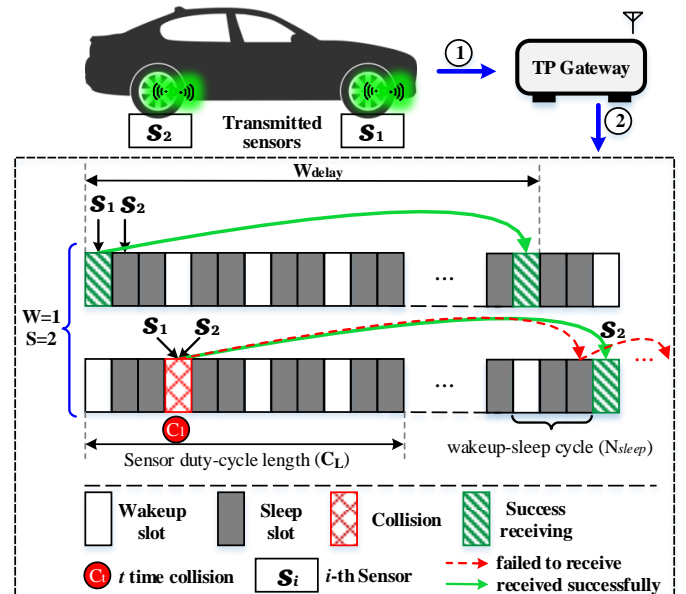 1
TP Gateway
S2
Transmitted
sensors
S1
2
Wdelay
S1 S2
...
W=1
S=2
S1 S2
S2
...
...
C1
Sensor duty-cycle length (CL)
wakeup-sleep cycle (Nsleep)
Wakeup
slot
Sleep
slot
Collision
Success
receiving
Ct t time collision
Si i-th Sensor
failed to receive
received successfully